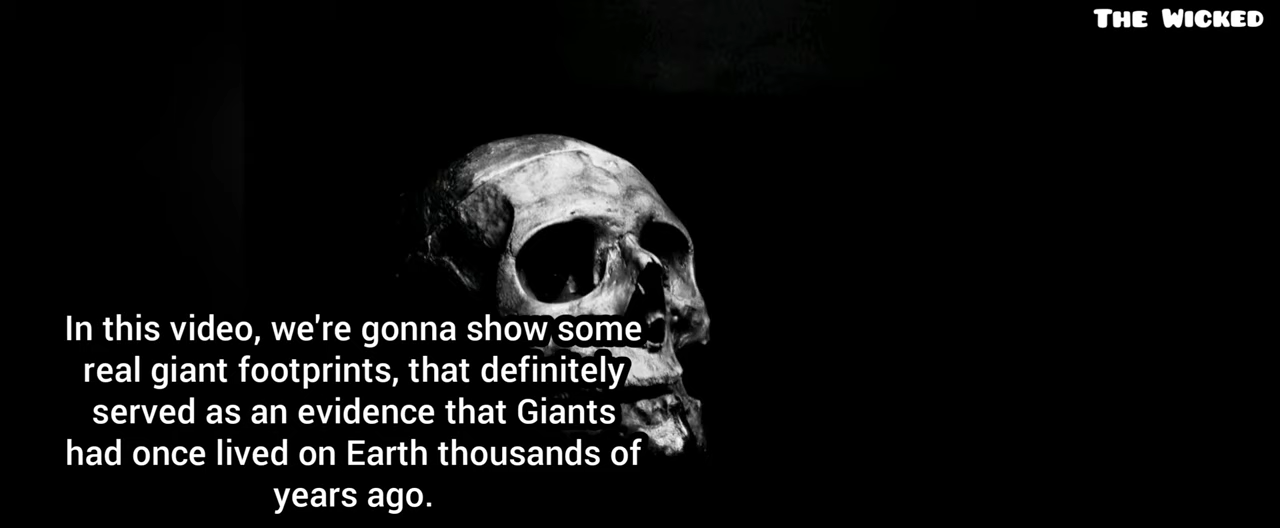 The Wicked
In this video, we're gonna show some
real giant footprints, that definitely
served as an evidence that Giants
had once lived on Earth thousands of
years ago.